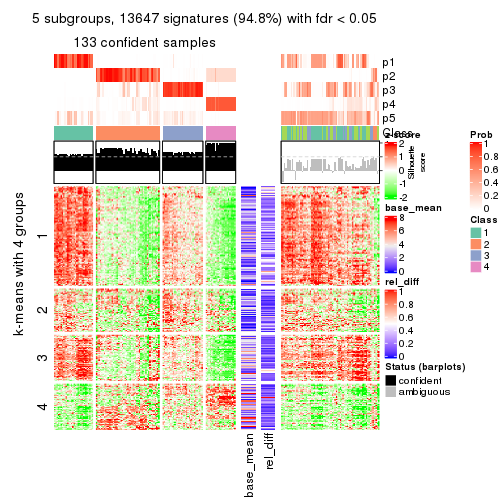 5 subgroups, 13647 signatures (94.8%) with fdr < 0.05
133 confident samples
p1
p2
p3
p4
p5
Class
z-score
2
1
0
-1
-2
Silhouette
score
base_mean
8
6
4
2
0
rel_diff
1
0.8
0.6
0.4
0.2
0
Status (barplots)
confident
ambiguous
Prob
1
0.8
0.6
0.4
0.2
0
Class
1
2
3
4
k-means with 4 groups
1
2
3
4
base_mean
rel_diff